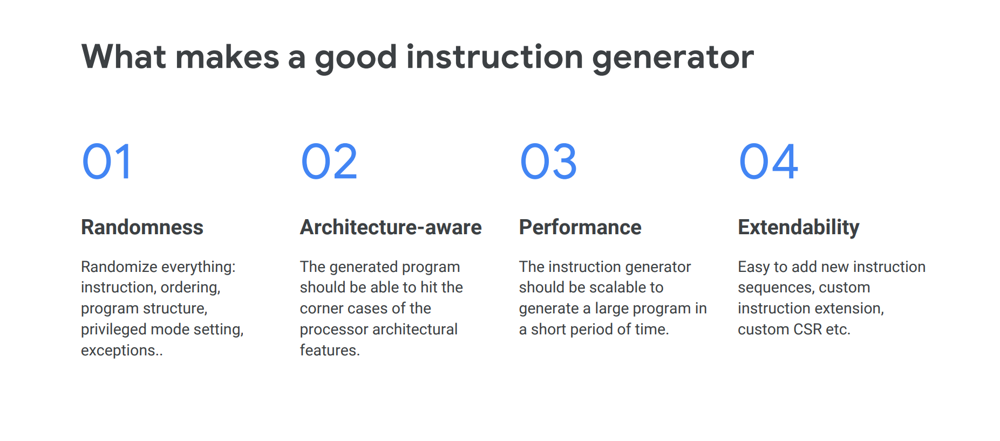 What makes a good instruction generator
01
Randomness
Randomize everything:
instruction, ordering,
program structure,
privileged mode setting,
exceptions..
02
Architecture-aware
The generated program
should be able to hit the
corner cases of the
processor architectural
features.
03
Performance
The instruction generator
should be scalable to
generate a large program in
a short period of time.
04
Extendability
Easy to add new instruction
sequences, custom
instruction extension,
custom CSR etc.